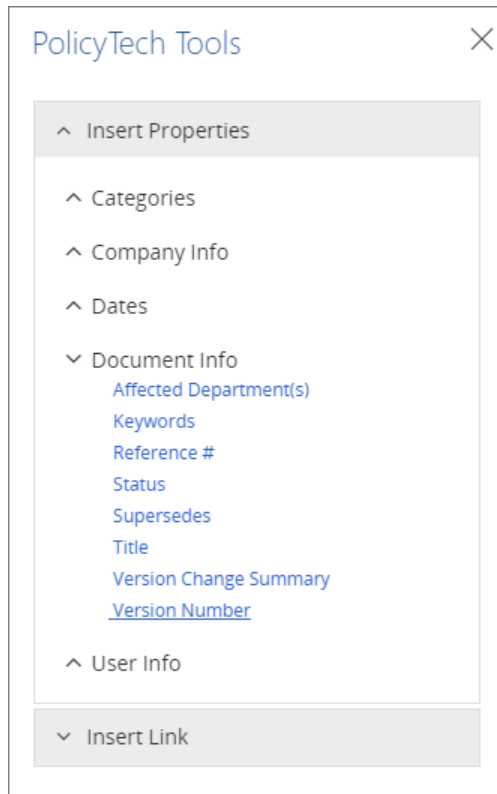 PolicyTech Tools
Insert Properties
Categories
Company Info
Dates
Document Info
Affected Department(s)
Keywords
Reference #
Status
Supersedes
Title
Version Change Summary
Version Number
User Info
Insert Link